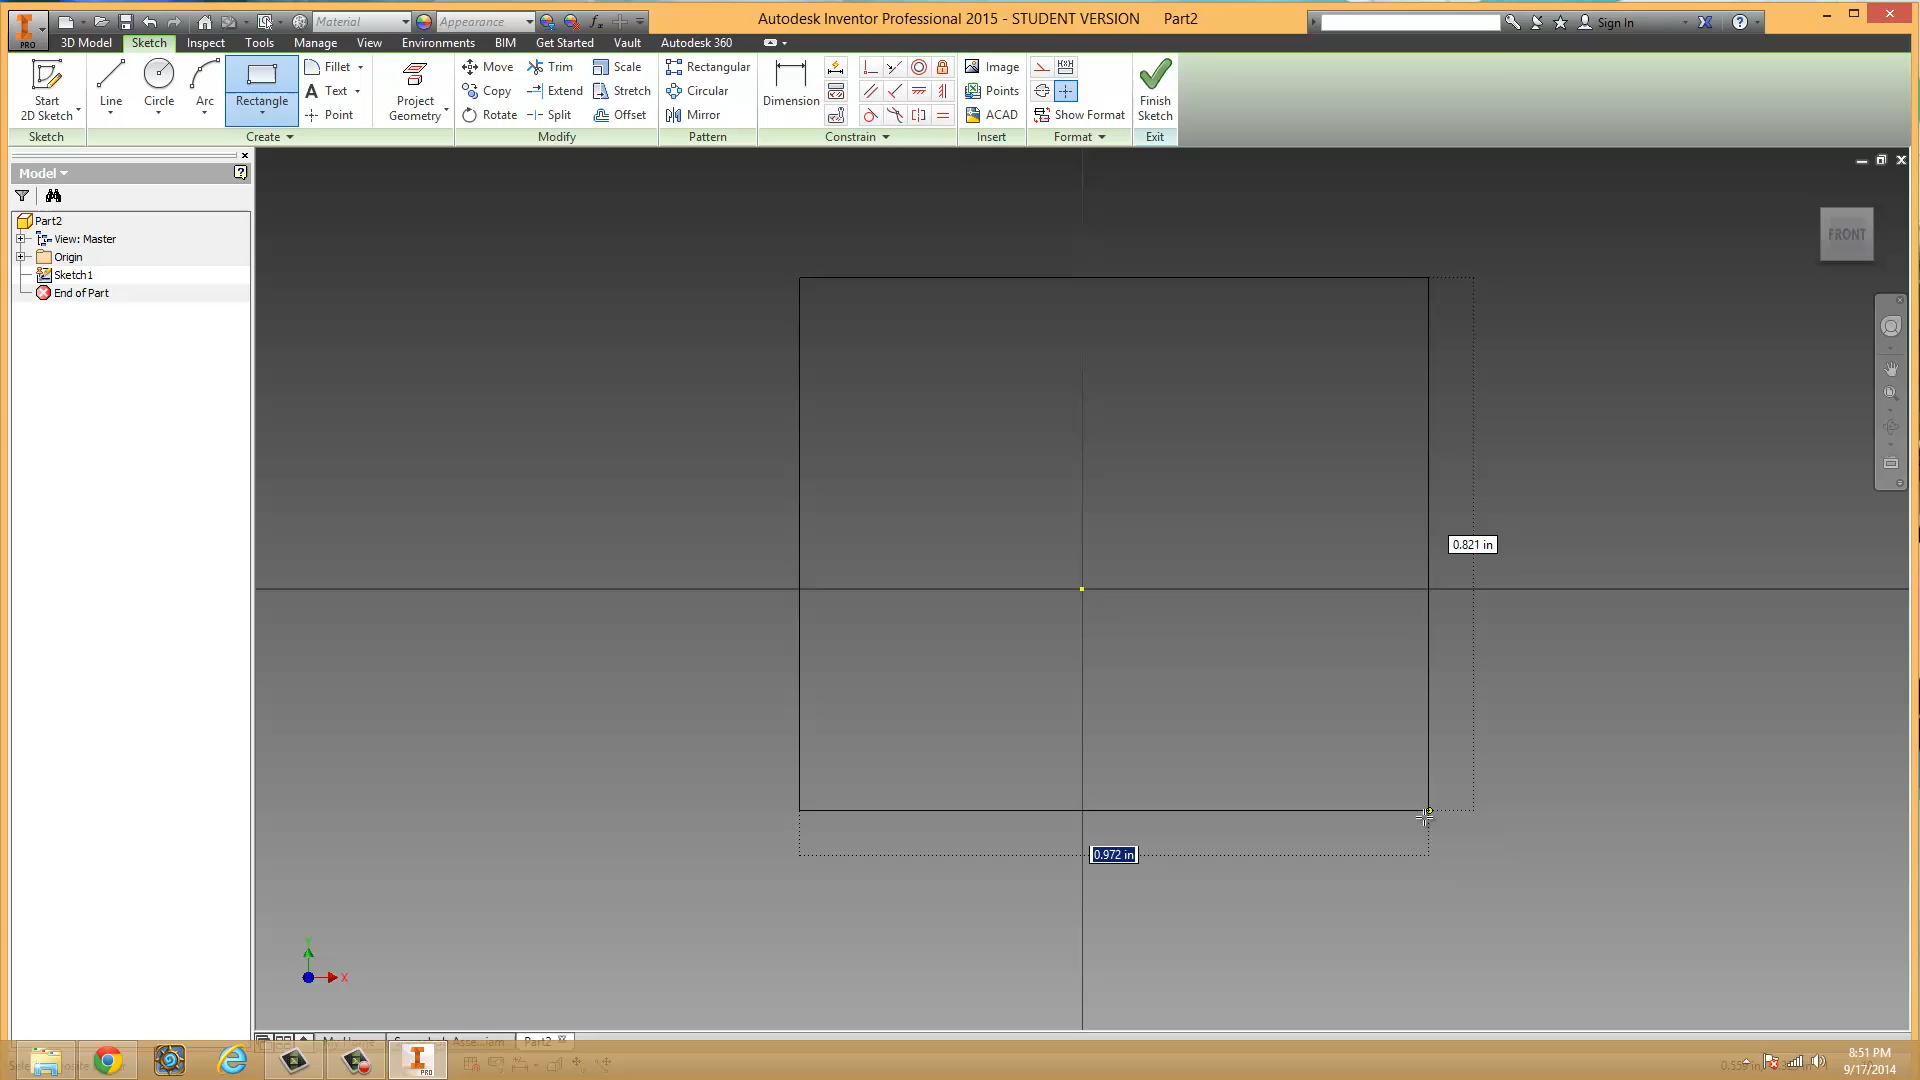 Material
Appearance
Autodesk Inventor Professional 2015 - STUDENT VERSION Part2
Sign In
PRO
3D Model Sketch Inspect Tools Manage View Environments BIM Get Started Vault Autodesk 360
Start
2D Sketch
Line
Circle
Arc
Rectangle
Fillet
Text
Point
Project
Geometry
Move
Copy
Rotate
Trim
Extend
Split
Scale
Stretch
Offset
Rectangular
Circular
Mirror
Dimension
Image
Points
ACAD
Show Format
Finish
Sketch
Sketch
Create
Modify
Pattern
Constrain
Insert
Format
Exit
Model
Part2
View: Master
Origin
Sketch1
End of Part
FRONT
0.821 in
0.972 in
Y
X
Part2
PRO
8:51 PM
9/17/2014